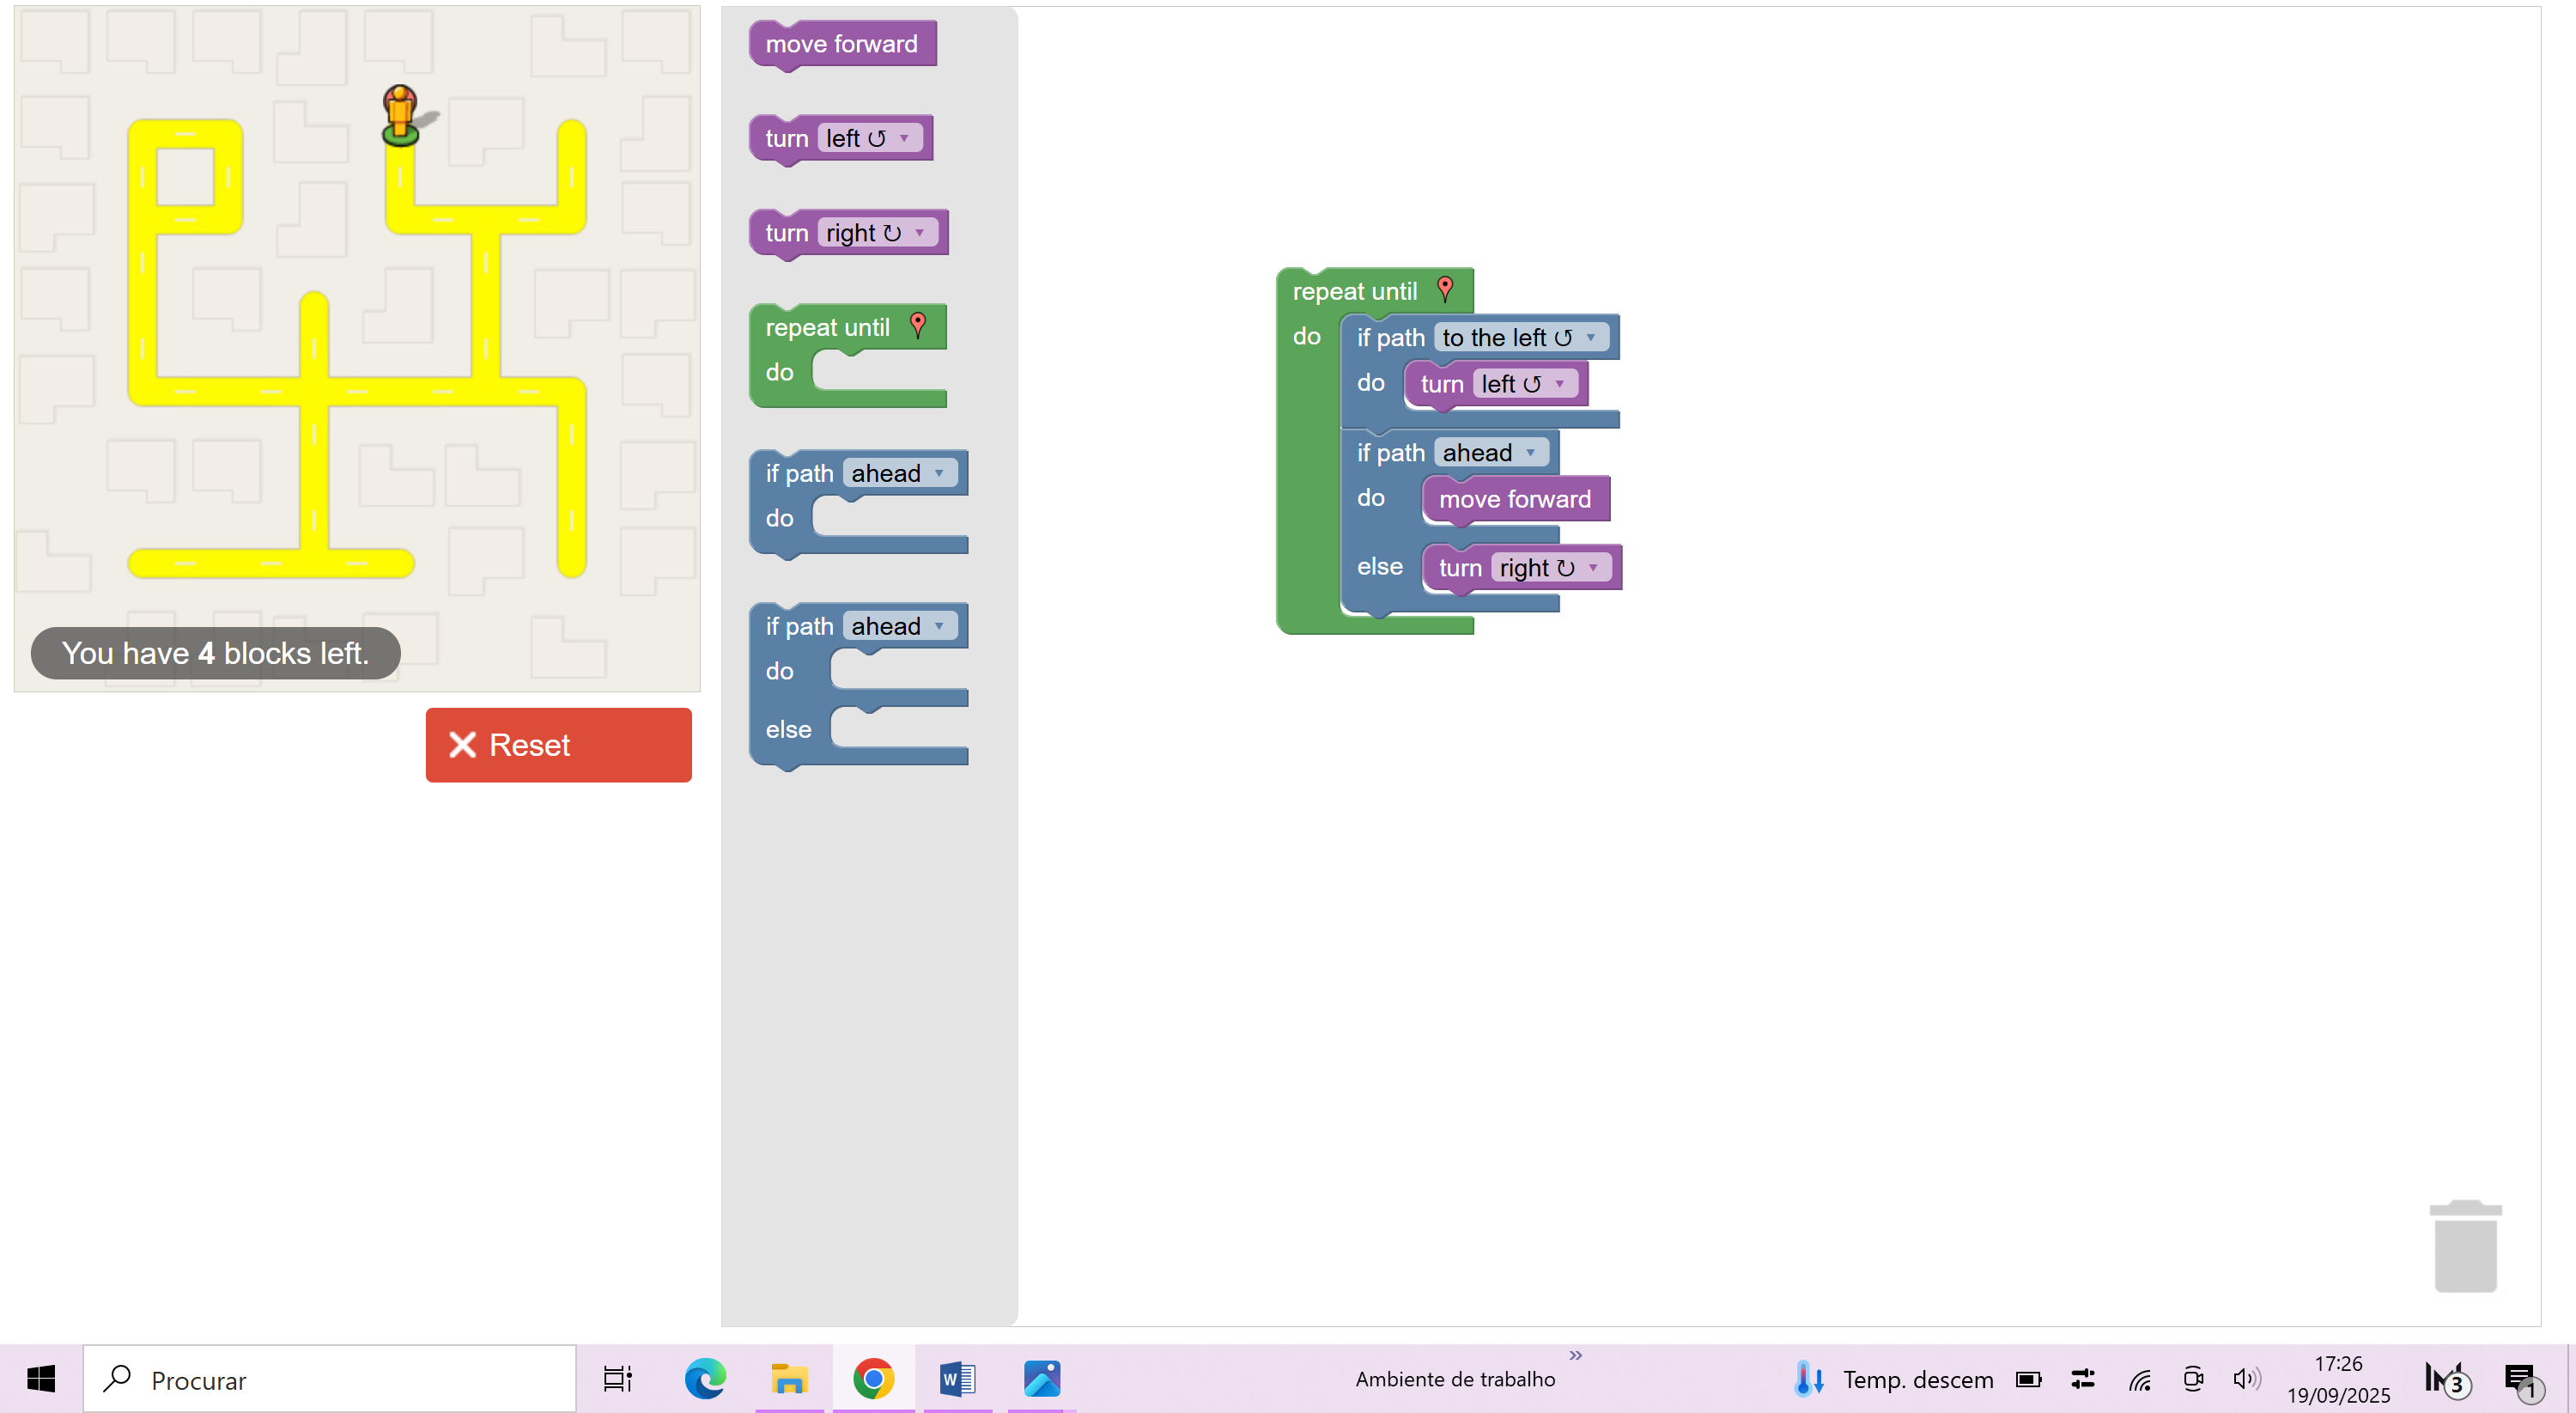 You have 4 blocks left.
Reset
move forward
turn left ↺ ▾
turn right ↻ ▾
repeat until
do
if path ahead ▾
do
if path ahead ▾
do
else
repeat until
do
if path to the left ↺ ▾
do turn left ↺ ▾
if path ahead ▾
do move forward
else turn right ↻ ▾
Procurar
W
Ambiente de trabalho
»
Temp. descem
17:26
19/09/2025
3
1